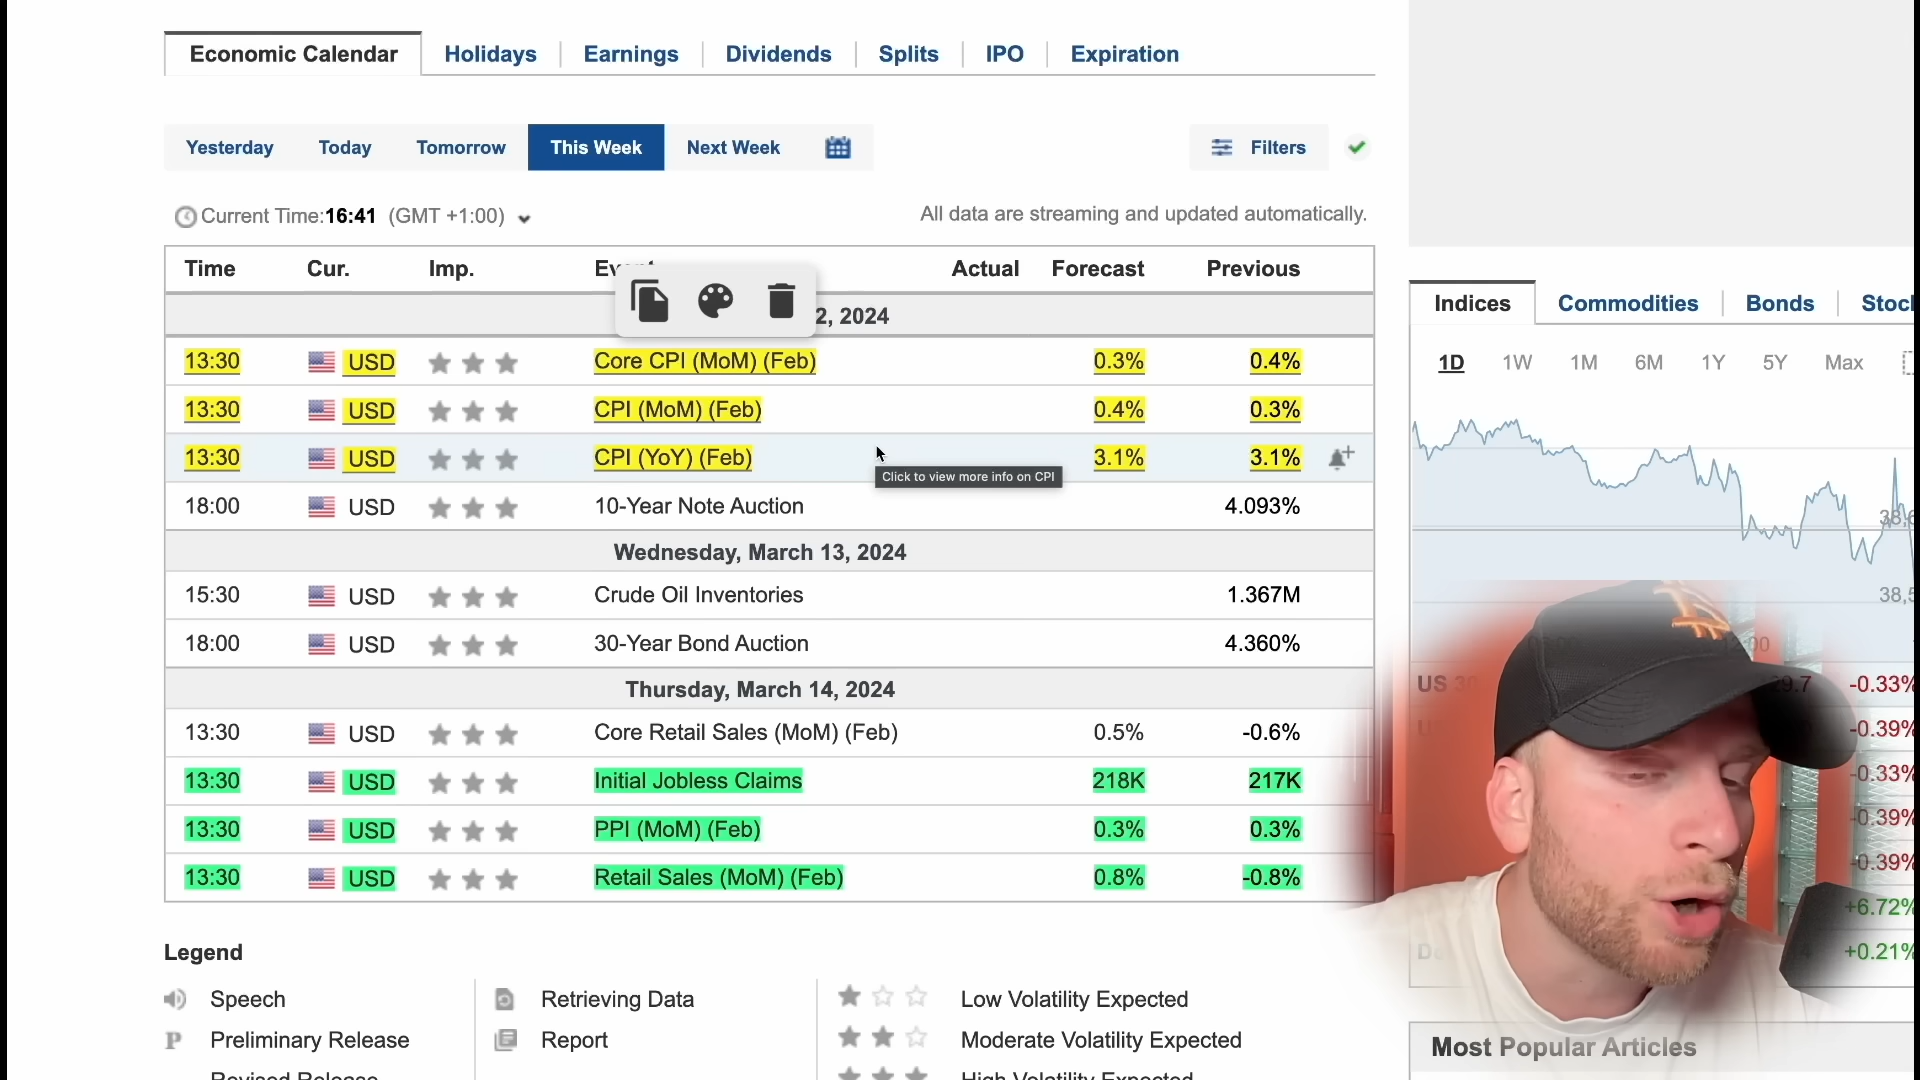 Economic Calendar Holidays Earnings Dividends Splits IPO Expiration
Yesterday Today Tomorrow This Week Next Week Filters
Current Time:16:41 (GMT +1:00) All data are streaming and updated automatically.
Time Cur. Imp. Actual Forecast Previous
2, 2024
13:30 USD Core CPI (MoM) (Feb) 0.3% 0.4%
13:30 USD CPI (MoM) (Feb) 0.4% 0.3%
13:30 USD CPI (YoY) (Feb) 3.1% 3.1%
Click to view more info on CPI
18:00 USD 10-Year Note Auction 4.093%
Wednesday, March 13, 2024
15:30 USD Crude Oil Inventories 1.367M
18:00 USD 30-Year Bond Auction 4.360%
Thursday, March 14, 2024
13:30 USD Core Retail Sales (MoM) (Feb) 0.5% -0.6%
13:30 USD Initial Jobless Claims 218K 217K
13:30 USD PPI (MoM) (Feb) 0.3% 0.3%
13:30 USD Retail Sales (MoM) (Feb) 0.8% -0.8%
Legend
Speech Retrieving Data Low Volatility Expected
P Preliminary Release Report Moderate Volatility Expected
Revised Release High Volatility Expected
Indices Commodities Bonds
1D 1W 1M 6M 1Y 5Y Max
-0.33%
-0.39%
-0.33%
-0.39%
-0.39%
+6.72%
+0.21%
Most Popular Articles